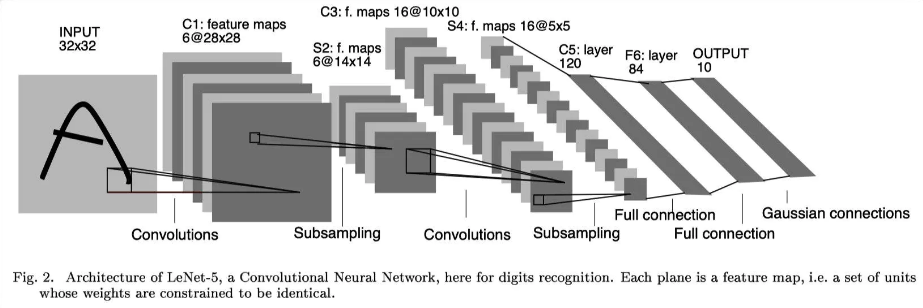 INPUT
32x32
C1: feature maps
6@28x28
S2: f. maps
6@14x14
C3: f. maps 16@10x10
S4: f. maps 16@5x5
C5: layer
120
F6: layer
84
OUTPUT
10
Convolutions
Subsampling
Convolutions
Subsampling
Full connection
Full connection
Gaussian connections
Fig. 2. Architecture of LeNet-5, a Convolutional Neural Network, here for digits recognition. Each plane is a feature map, i.e. a set of units
whose weights are constrained to be identical.